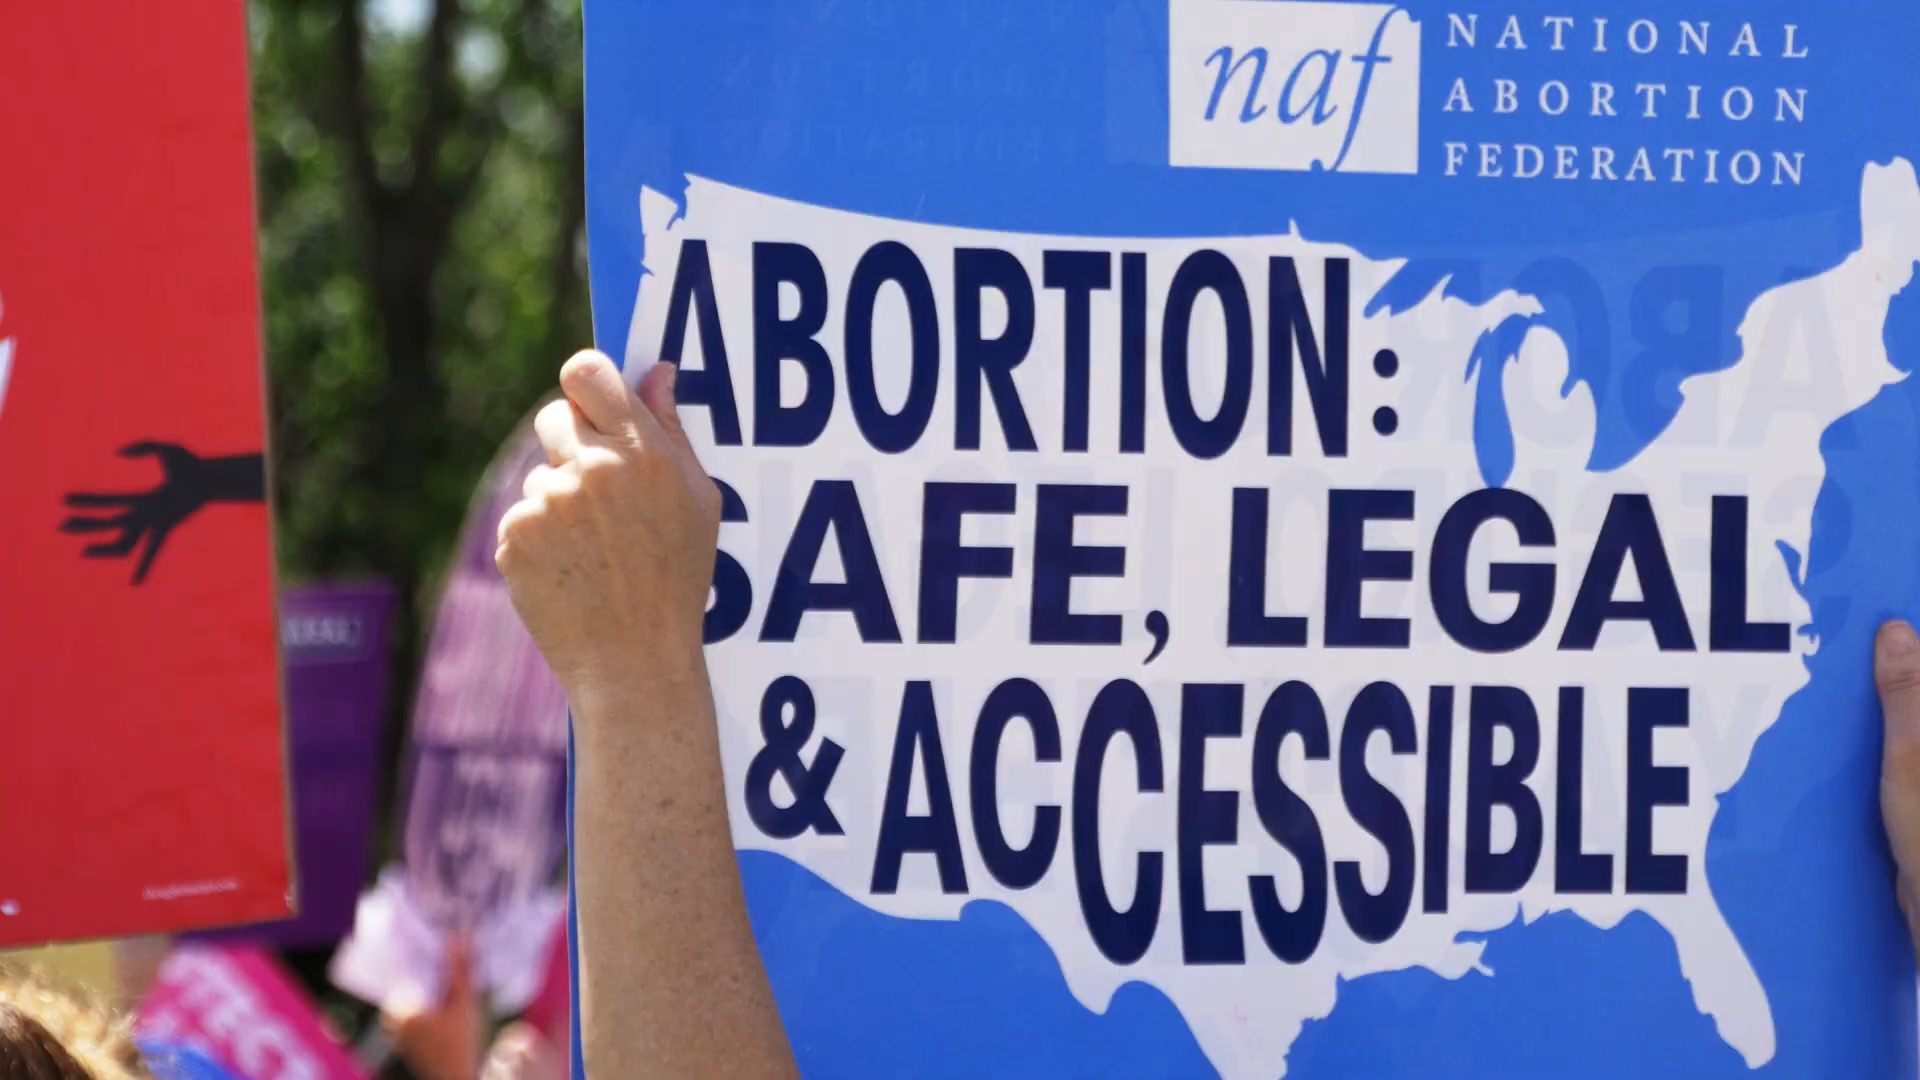 naf
NATIONAL
ABORTION
FEDERATION
ABORTION:
SAFE, LEGAL
& ACCESSIBLE